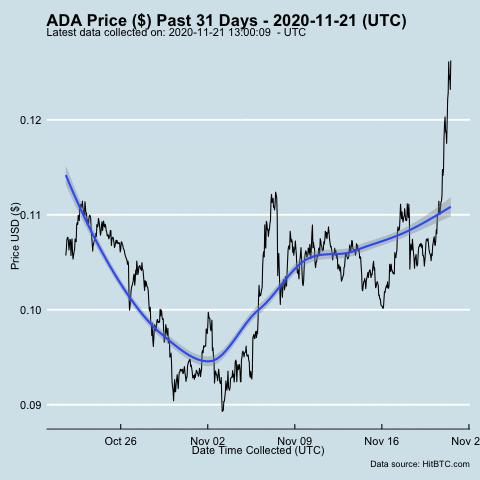 ADA Price ($) Past 31 Days - 2020-11-21 (UTC)
Latest data collected on: 2020-11-21 13:00:09 - UTC
Price USD ($)
0.12
0.11
0.10
0.09
Oct 26 Nov 02 Nov 09 Nov 16 Nov 2
Date Time Collected (UTC)
Data source: HitBTC.com